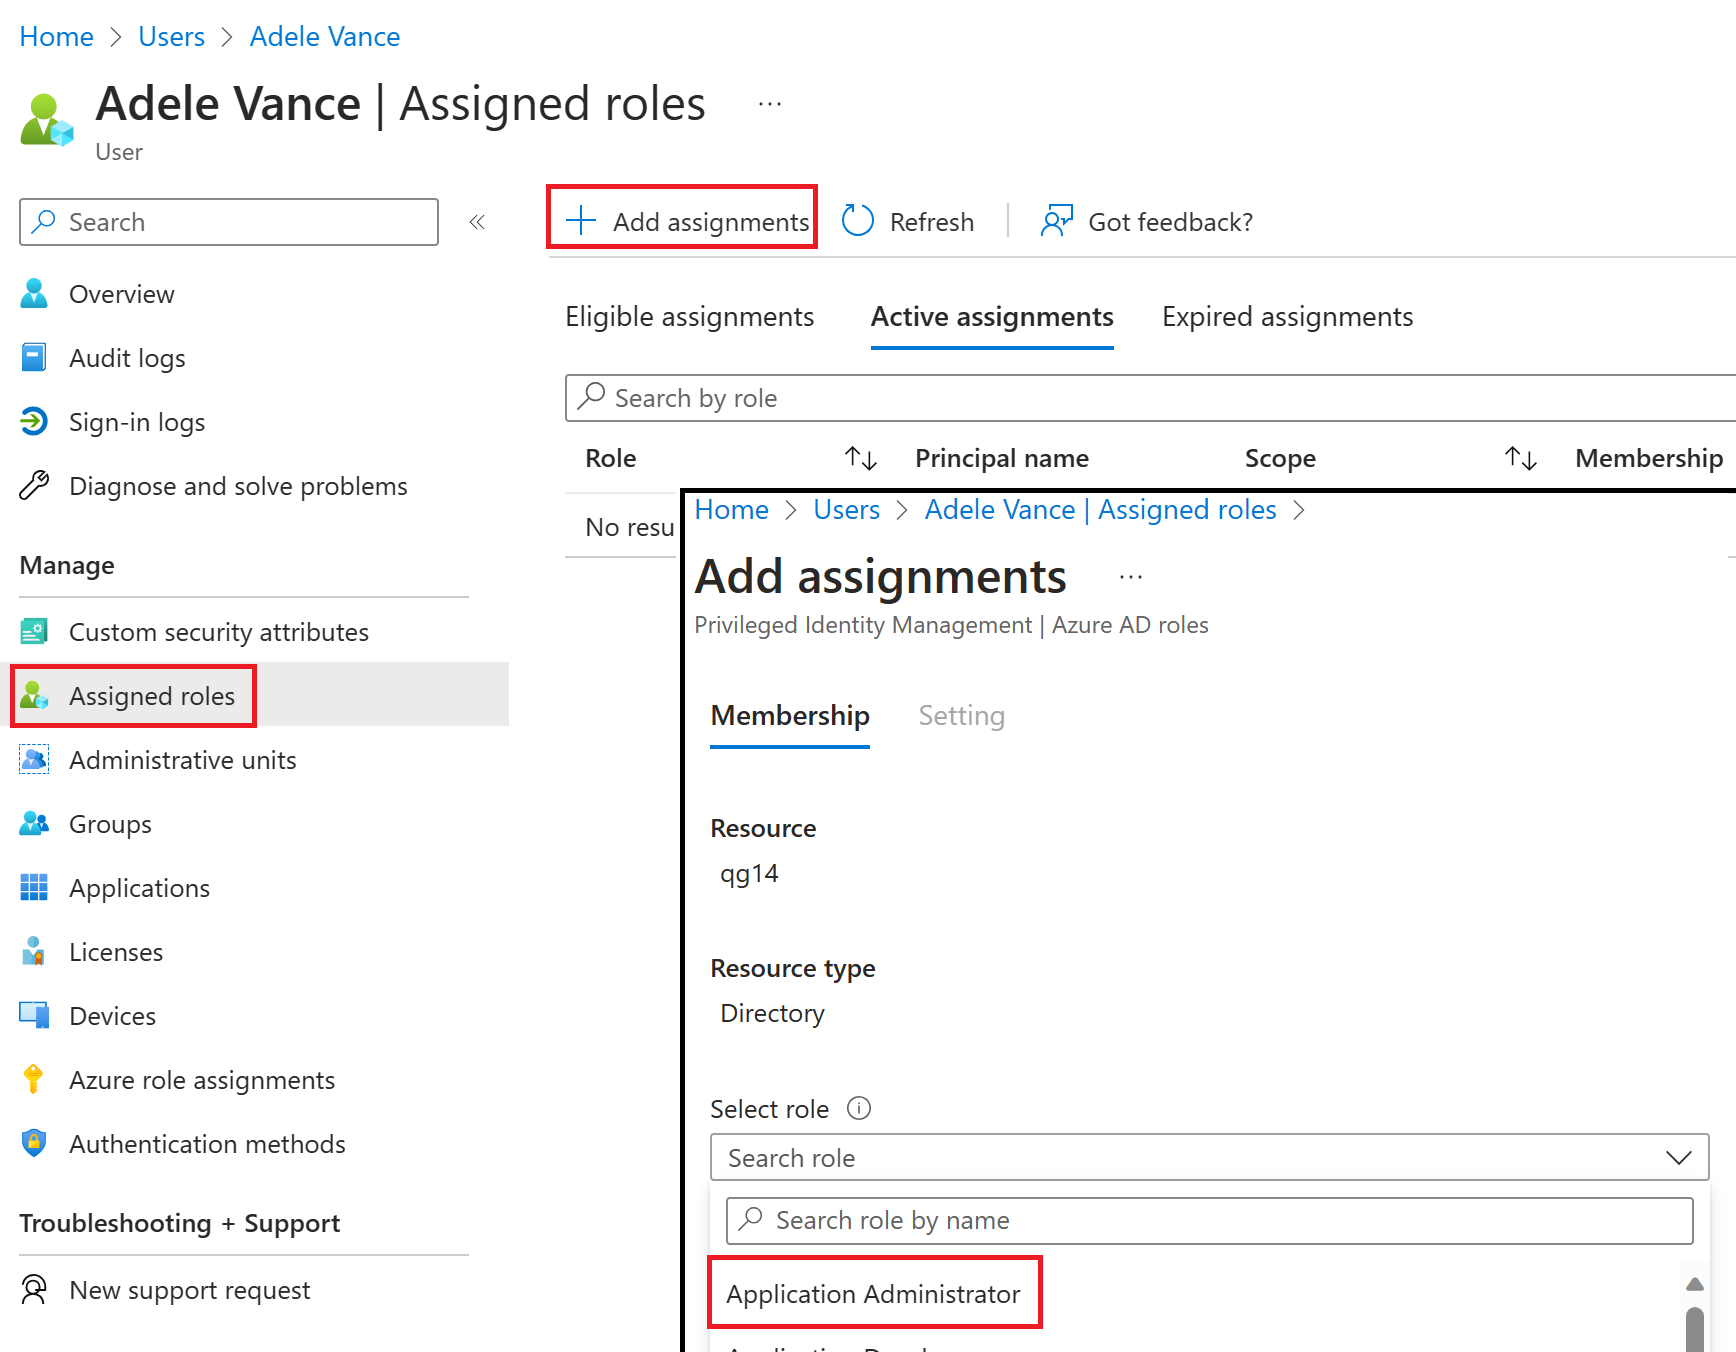 Home > Users > Adele Vance
Adele Vance | Assigned roles ...
User
Search «
Overview
Audit logs
Sign-in logs
Diagnose and solve problems
Manage
Custom security attributes
Assigned roles
Administrative units
Groups
Applications
Licenses
Devices
Azure role assignments
Authentication methods
Troubleshooting + Support
New support request
+ Add assignments Refresh Got feedback?
Eligible assignments Active assignments Expired assignments
Search by role
Role Principal name Scope Membership
No resu
Home > Users > Adele Vance | Assigned roles >
Add assignments ...
Privileged Identity Management | Azure AD roles
Membership Setting
Resource
qg14
Resource type
Directory
Select role
Search role
Search role by name
Application Administrator